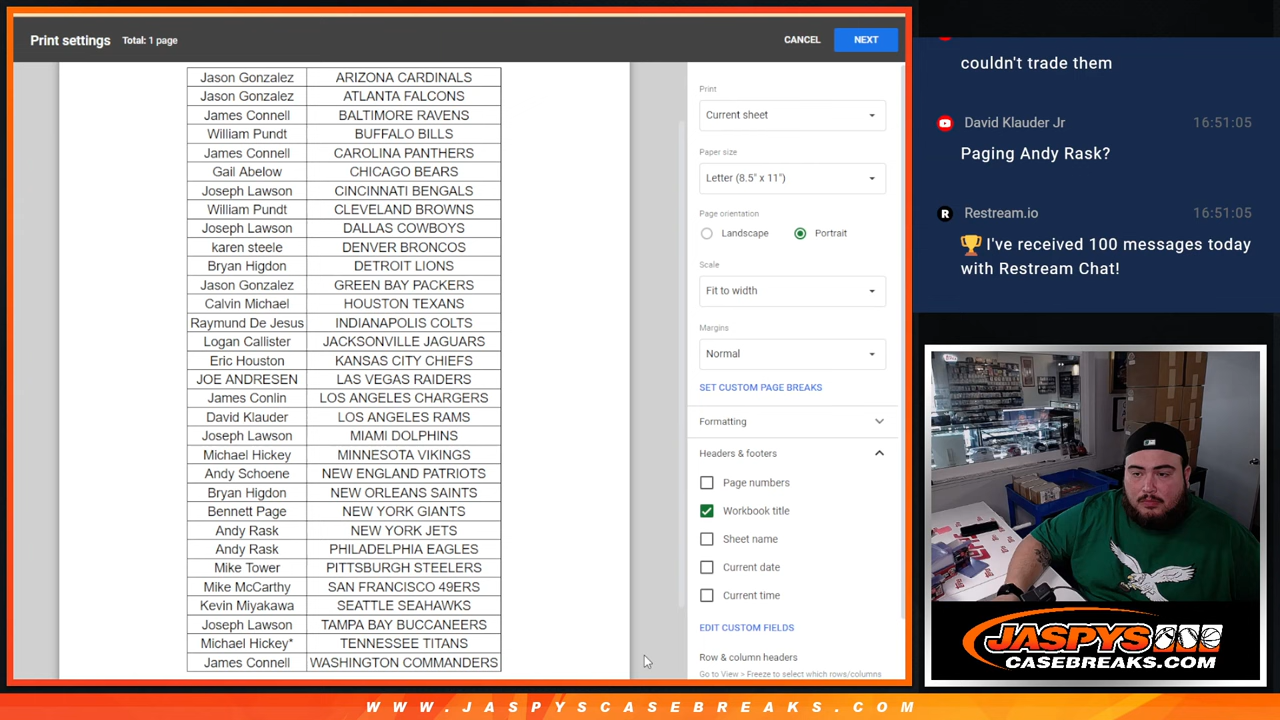 Print settings Total: 1 page CANCEL NEXT
Jason Gonzalez ARIZONA CARDINALS
Jason Gonzalez ATLANTA FALCONS
James Connell BALTIMORE RAVENS
William Pundt BUFFALO BILLS
James Connell CAROLINA PANTHERS
Gail Abelow CHICAGO BEARS
Joseph Lawson CINCINNATI BENGALS
William Pundt CLEVELAND BROWNS
Joseph Lawson DALLAS COWBOYS
karen steele DENVER BRONCOS
Bryan Higdon DETROIT LIONS
Jason Gonzalez GREEN BAY PACKERS
Calvin Michael HOUSTON TEXANS
Raymund De Jesus INDIANAPOLIS COLTS
Logan Callister JACKSONVILLE JAGUARS
Eric Houston KANSAS CITY CHIEFS
JOE ANDRESEN LAS VEGAS RAIDERS
James Conlin LOS ANGELES CHARGERS
David Klauder LOS ANGELES RAMS
Joseph Lawson MIAMI DOLPHINS
Michael Hickey MINNESOTA VIKINGS
Andy Schoene NEW ENGLAND PATRIOTS
Bryan Higdon NEW ORLEANS SAINTS
Bennett Page NEW YORK GIANTS
Andy Rask NEW YORK JETS
Andy Rask PHILADELPHIA EAGLES
Mike Tower PITTSBURGH STEELERS
Mike McCarthy SAN FRANCISCO 49ERS
Kevin Miyakawa SEATTLE SEAHAWKS
Joseph Lawson TAMPA BAY BUCCANEERS
Michael Hickey* TENNESSEE TITANS
James Connell WASHINGTON COMMANDERS
Print
Current sheet
Paper size
Letter (8.5" x 11")
Page orientation
Landscape Portrait
Scale
Fit to width
Margins
Normal
SET CUSTOM PAGE BREAKS
Formatting
Headers & footers
Page numbers
Workbook title
Sheet name
Current date
Current time
EDIT CUSTOM FIELDS
Row & column headers
Go to View > Freeze to select which rows/columns
couldn't trade them
David Klauder Jr 16:51:05
Paging Andy Rask?
R Restream.io 16:51:05
🏆 I've received 100 messages today
with Restream Chat!
JASPYS
CASEBREAKS.COM
WWW.JASPYSCASEBREAKS.COM